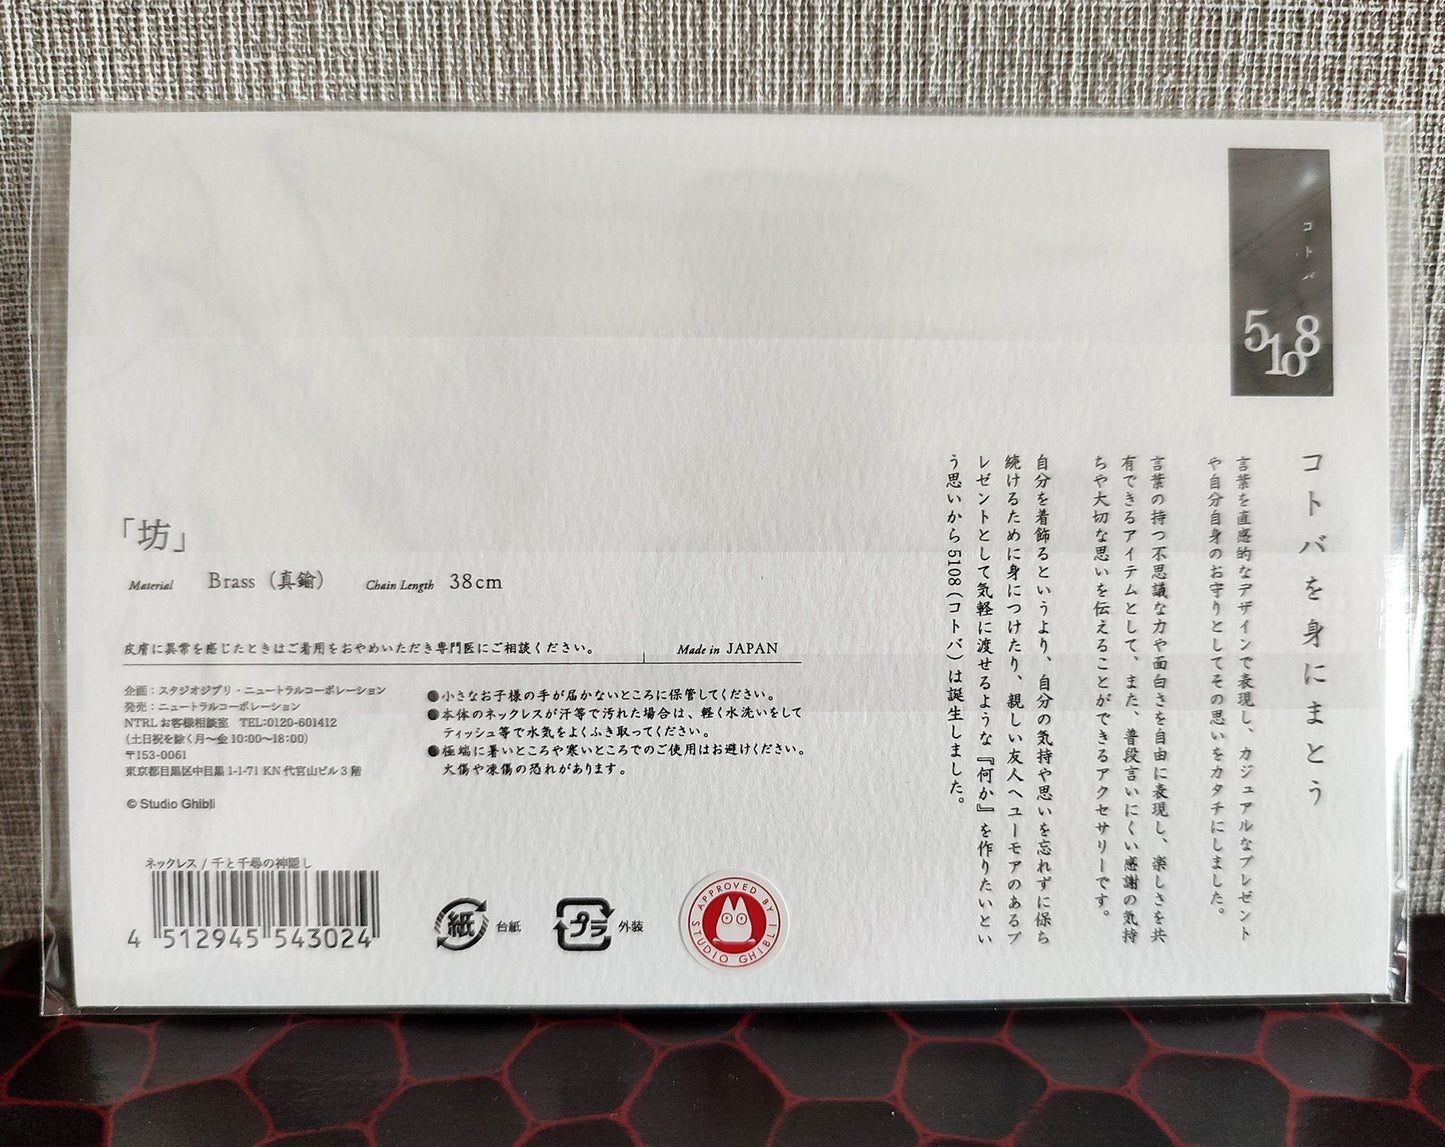 コトバ
5108
コトバを身にまとう
言葉を直感的なデザインで表現し、カジュアルなプレゼント
や自分自身のお守りとしてその思いをカタチにしました。
言葉の持つ不思議な力や面白さを自由に表現し、楽しさを共
有できるアイテムとして、また、普段言いにくい感謝の気持
ちや大切な思いを伝えることができるアクセサリーです。
自分を着飾るというより、自分の気持や思いを忘れずに保ち
続けるために身につけたり、親しい友人へユーモアのあるプ
レゼントとして気軽に渡せるような『何か』を作りたいとい
う思いから5108（コトバ）は誕生しました。
「坊」
Material Brass（真鍮） Chain Length 38cm
皮膚に異常を感じたときはご着用をおやめいただき専門医にご相談ください。 Made in JAPAN
企画：スタジオジブリ・ニュートラルコーポレーション
発売：ニュートラルコーポレーション
NTRL お客様相談室 TEL:0120-601412
(土日祝を除く月～金 10:00～18:00)
〒153-0061
東京都目黒区中目黒 1-1-71 KN 代官山ビル 3 階
© Studio Ghibli
●小さなお子様の手が届かないところに保管してください。
●本体のネックレスが汗等で汚れた場合は、軽く水洗いをして
ティッシュ等で水気をよくふき取ってください。
●極端に暑いところや寒いところでのご使用はお避けください。
火傷や凍傷の恐れがあります。
ネックレス / 千と千尋の神隠し
4 512945 543024
紙 台紙
プラ 外装
APPROVED BY
STUDIO GHIBLI